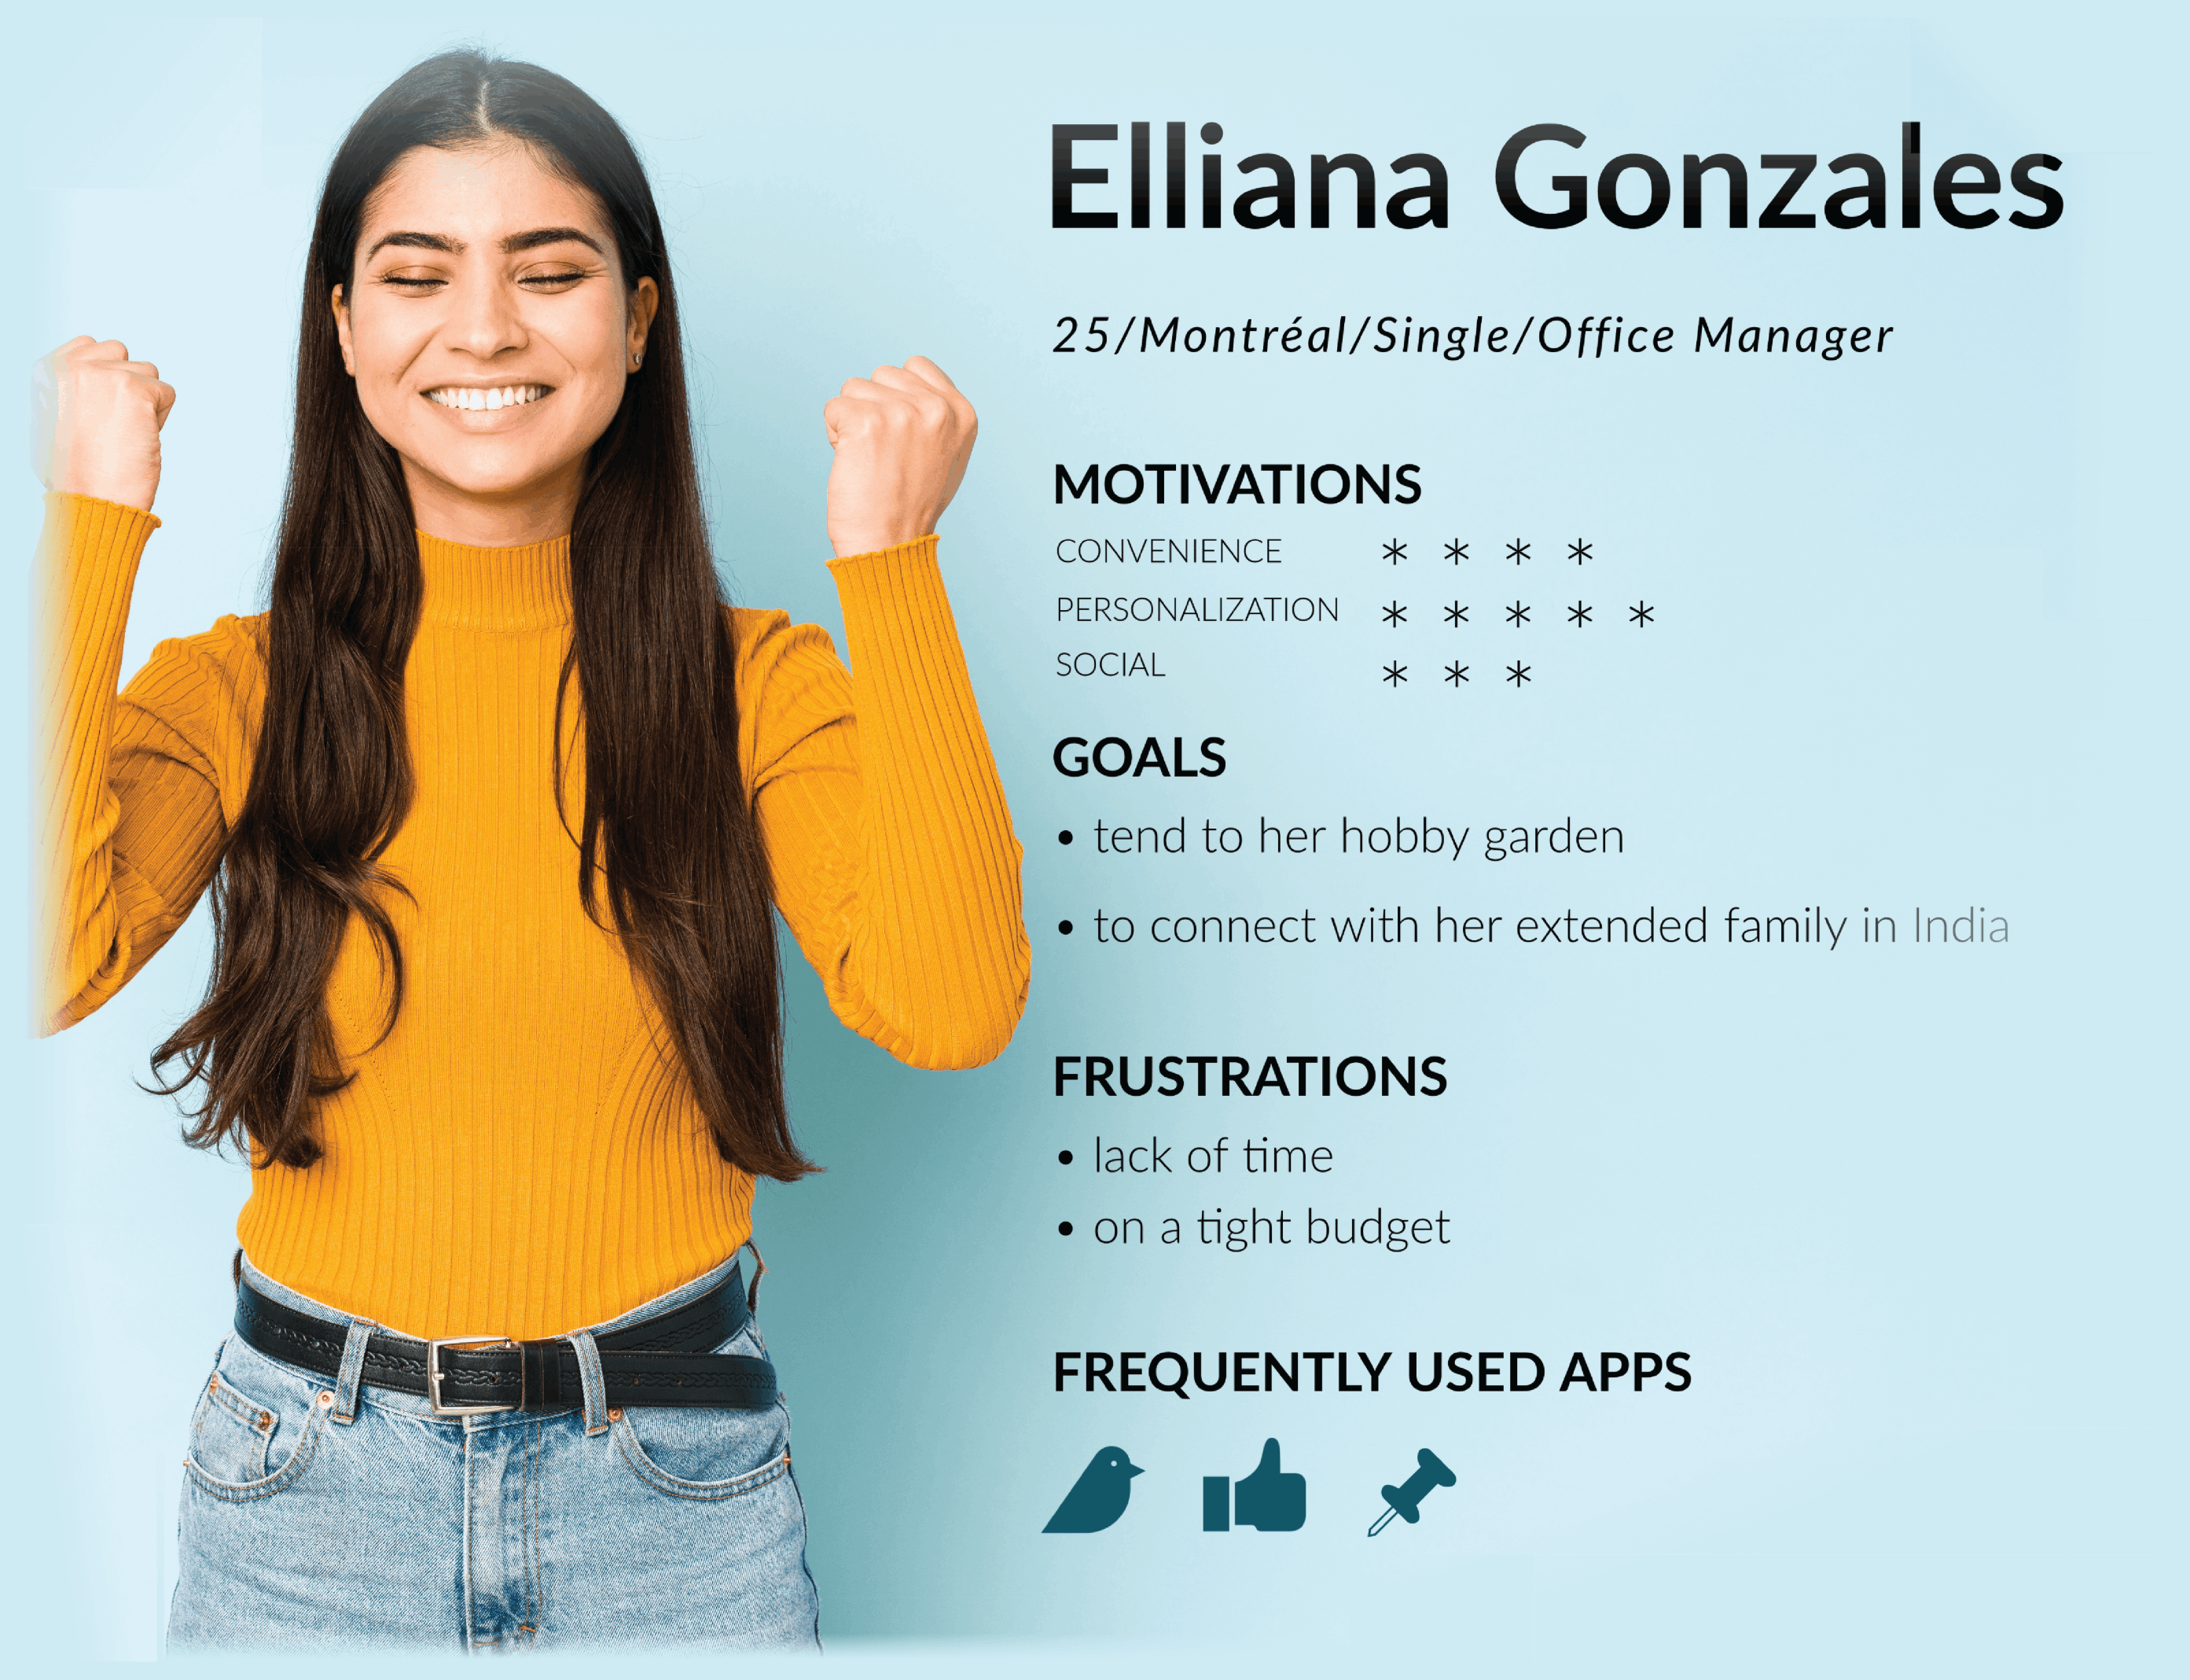 Elliana Gonzales
25/Montréal/Single/Office Manager
MOTIVATIONS
CONVENIENCE * * * *
PERSONALIZATION * * * * *
SOCIAL * * *
GOALS
• tend to her hobby garden
• to connect with her extended family in India
FRUSTRATIONS
• lack of time
• on a tight budget
FREQUENTLY USED APPS